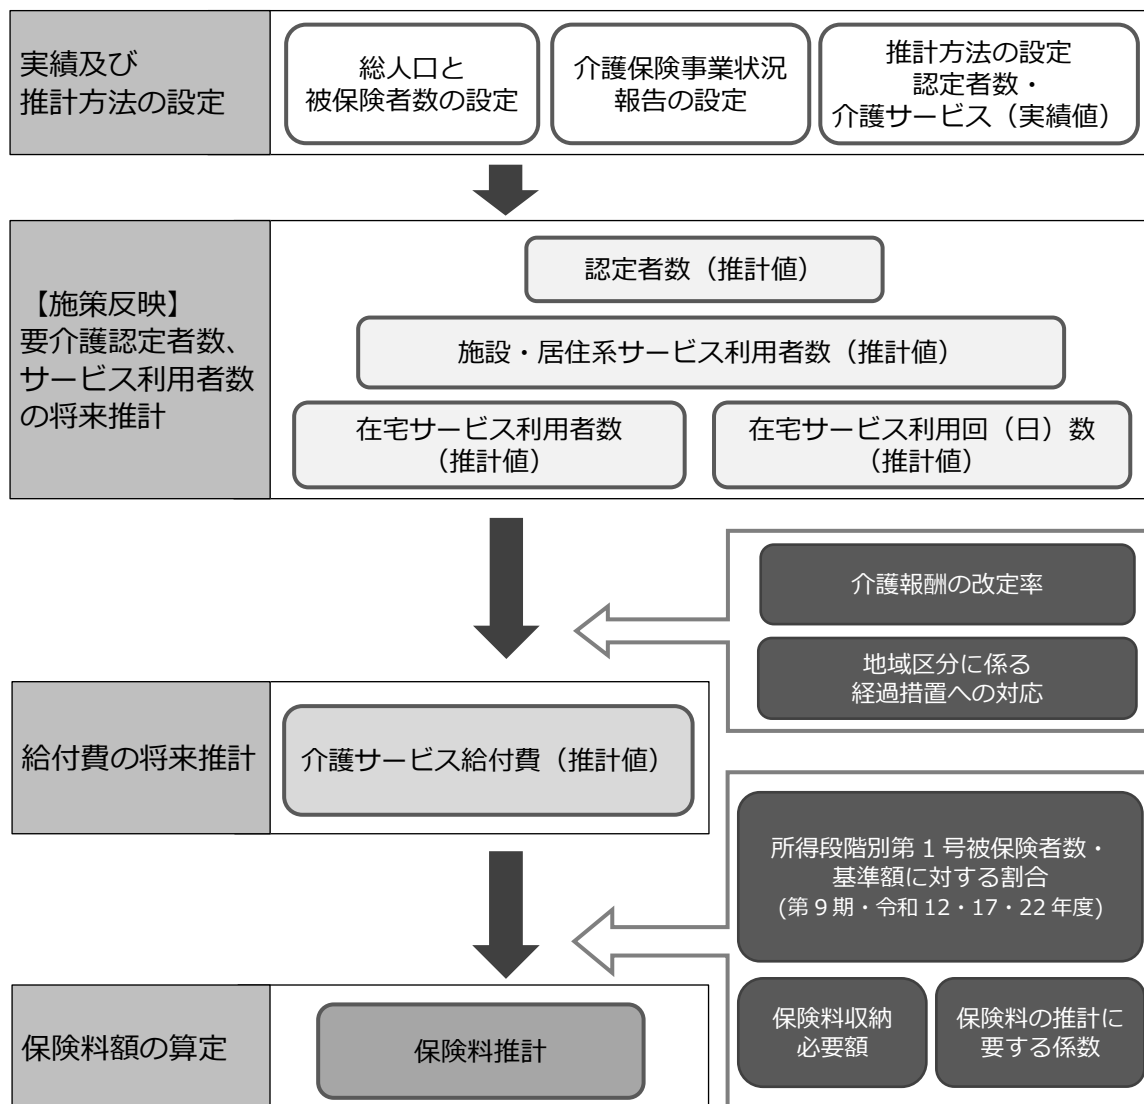 実績及び
推計方法の設定
総人口と
被保険者数の設定
介護保険事業状況
報告の設定
推計方法の設定
認定者数・
介護サービス（実績値）
【施策反映】
要介護認定者数、
サービス利用者数
の将来推計
認定者数（推計値）
施設・居住系サービス利用者数（推計値）
在宅サービス利用者数
（推計値）
在宅サービス利用回（日）数
（推計値）
介護報酬の改定率
地域区分に係る
経過措置への対応
給付費の将来推計
介護サービス給付費（推計値）
所得段階別第１号被保険者数・
基準額に対する割合
(第９期・令和 12・17・22 年度)
保険料額の算定
保険料推計
保険料収納
必要額
保険料の推計に
要する係数